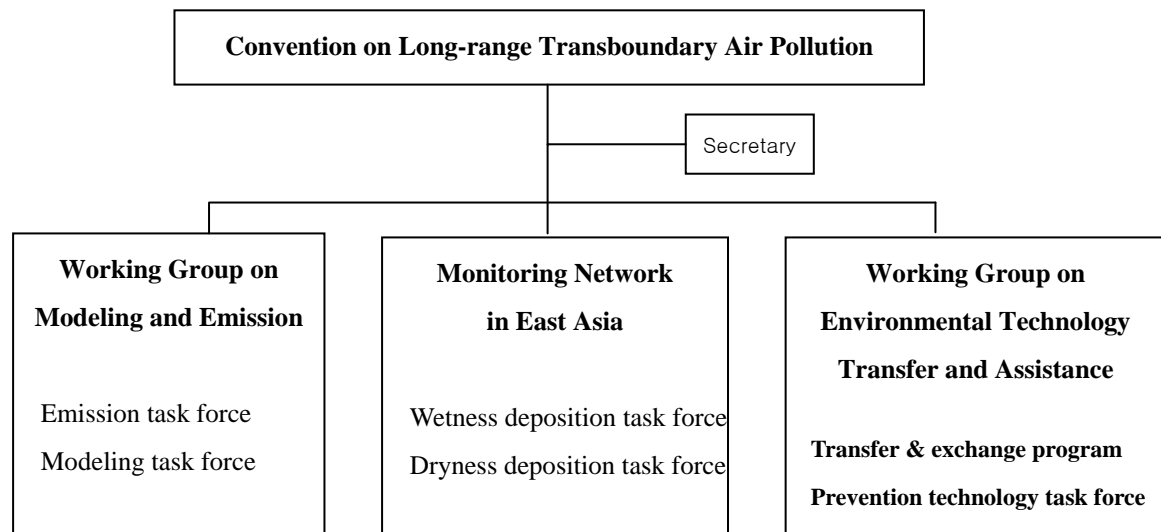 Convention on Long-range Transboundary Air Pollution
Secretary
Working Group on
Modeling and Emission
Emission task force
Modeling task force
Monitoring Network
in East Asia
Wetness deposition task force
Dryness deposition task force
Working Group on
Environmental Technology
Transfer and Assistance
Transfer & exchange program
Prevention technology task force